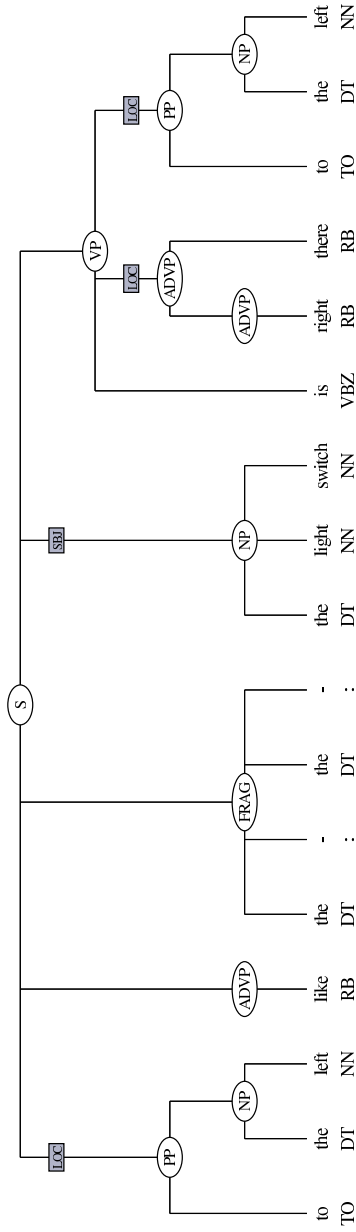 S
VP
LOC SBJ LOC LOC
PP ADVP PP
NP ADVP FRAG NP ADVP NP
to the left like the - the - the light switch is right there to the left
TO DT NN RB DT : DT : DT NN NN VBZ RB RB TO DT NN